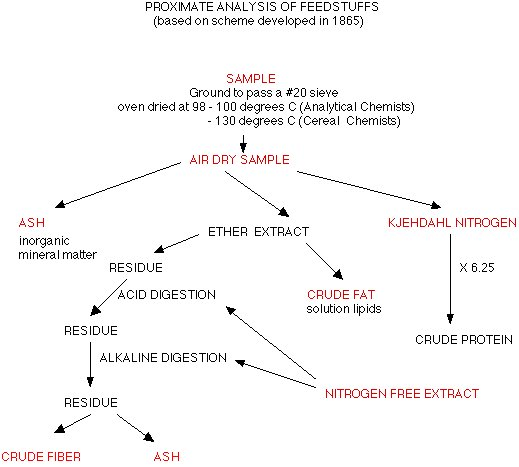 PROXIMATE ANALYSIS OF FEEDSTUFFS
(based on scheme developed in 1865)
SAMPLE
Ground to pass a #20 sieve
oven dried at 98 - 100 degrees C (Analytical Chemists)
- 130 degrees C (Cereal Chemists)
AIR DRY SAMPLE
ASH
inorganic
mineral matter
ETHER EXTRACT
KJEHDAHL NITROGEN
RESIDUE
X 6.25
ACID DIGESTION
CRUDE FAT
solution lipids
RESIDUE
CRUDE PROTEIN
ALKALINE DIGESTION
NITROGEN FREE EXTRACT
RESIDUE
CRUDE FIBER
ASH